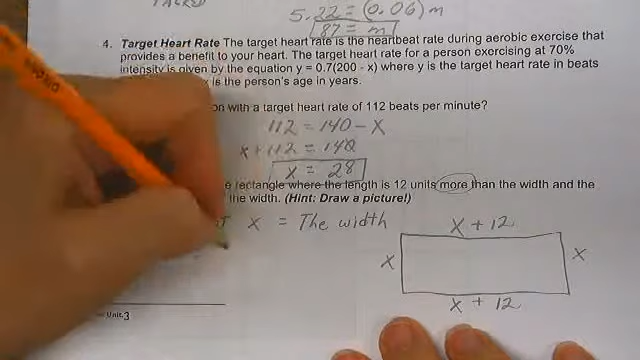 5.22 = (0.06)m
87 = m
4. Target Heart Rate The target heart rate is the heartbeat rate during aerobic exercise that
provides a benefit to your heart. The target heart rate for a person exercising at 70%
intensity is given by the equation y = 0.7(200 - x) where y is the target heart rate in beats
x is the person's age in years.
on with a target heart rate of 112 beats per minute?
112 = 140 - x
x + 112 = 140
x = 28
e rectangle where the length is 12 units more than the width and the
the width. (Hint: Draw a picture!)
x = The width
x + 12
x
x
x + 12
Unit 3